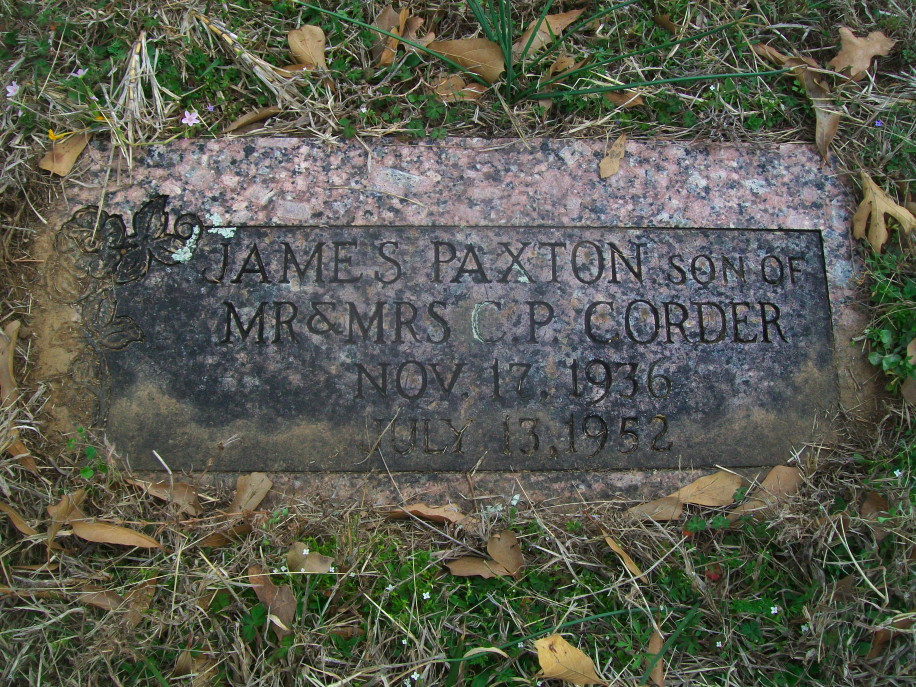 JAMES PAXTON SON OF
MR&MRS C.P. CORDER
NOV. 17, 1936
JULY 13, 1952